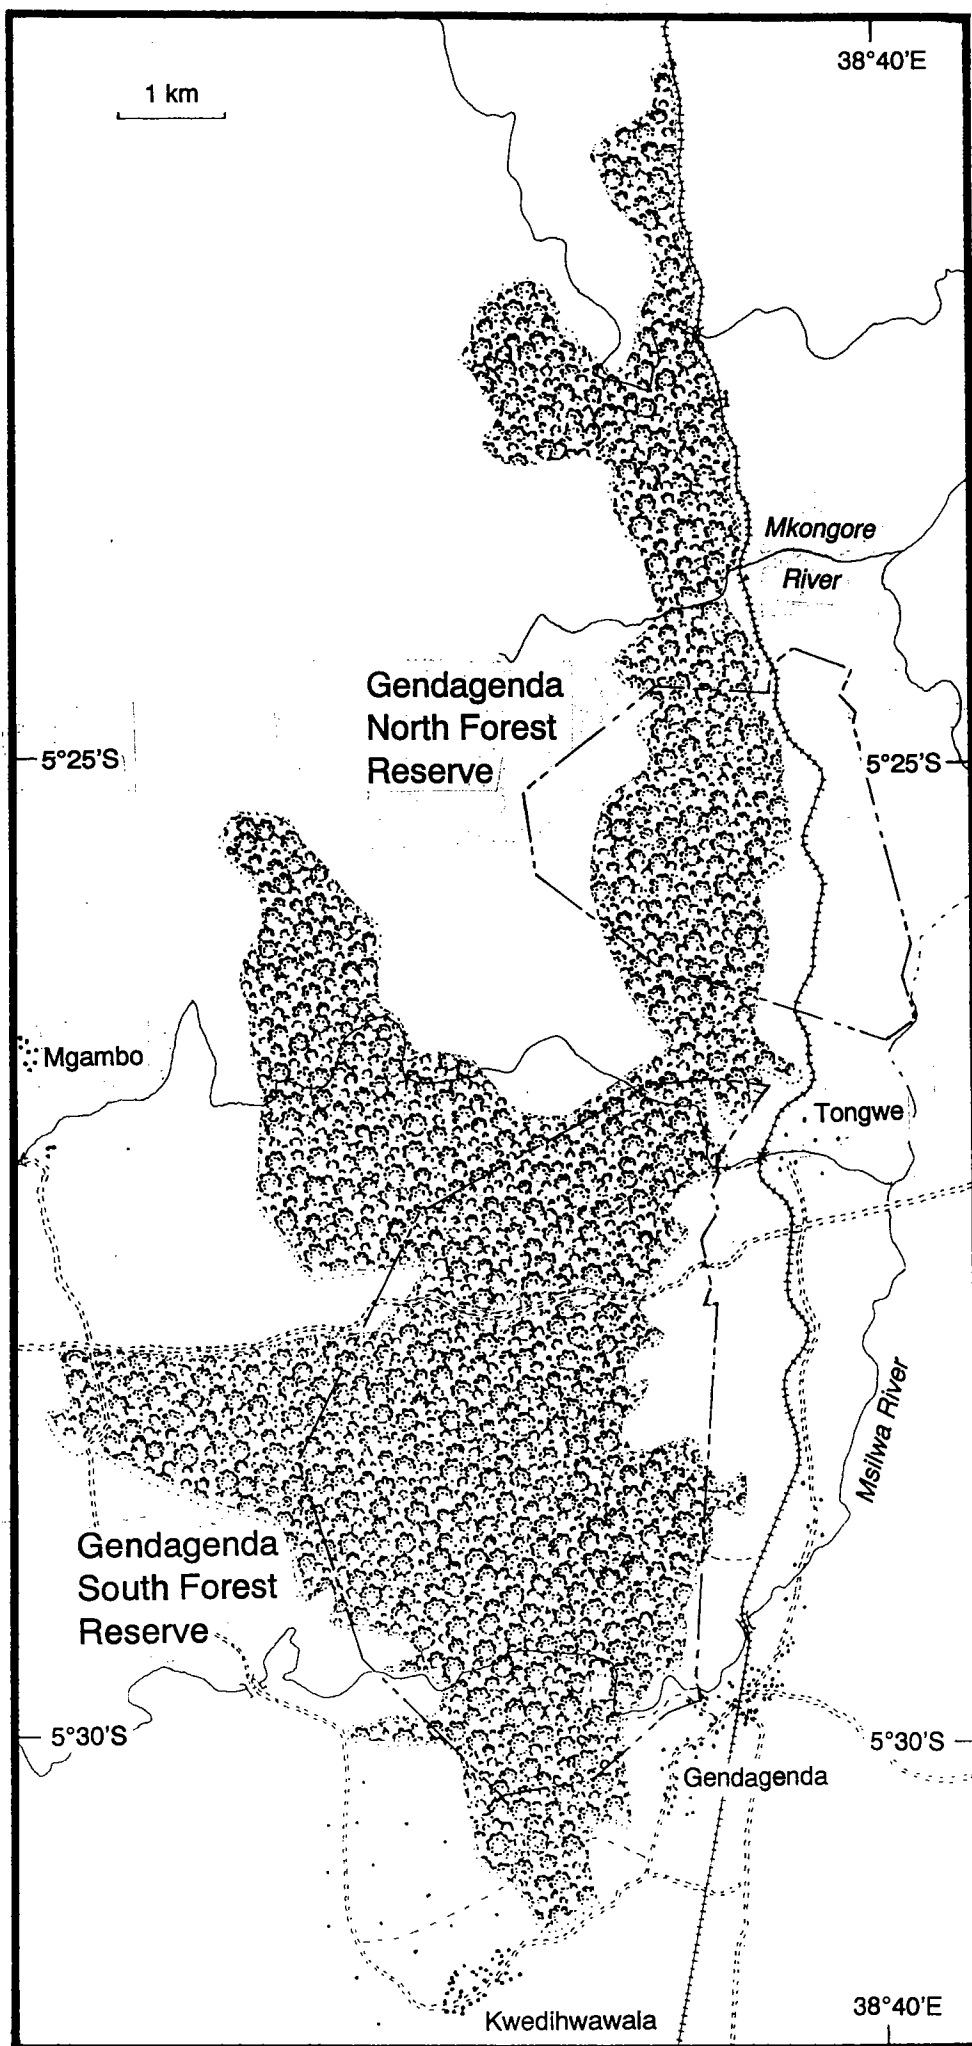 38°40'E
1 km
Mkongore
River
Gendagenda
North Forest
Reserve
5°25'S
5°25'S
Mgambo
Tongwe
Msilwa River
Gendagenda
South Forest
Reserve
5°30'S
5°30'S
Gendagenda
38°40'E
Kwedihwawala